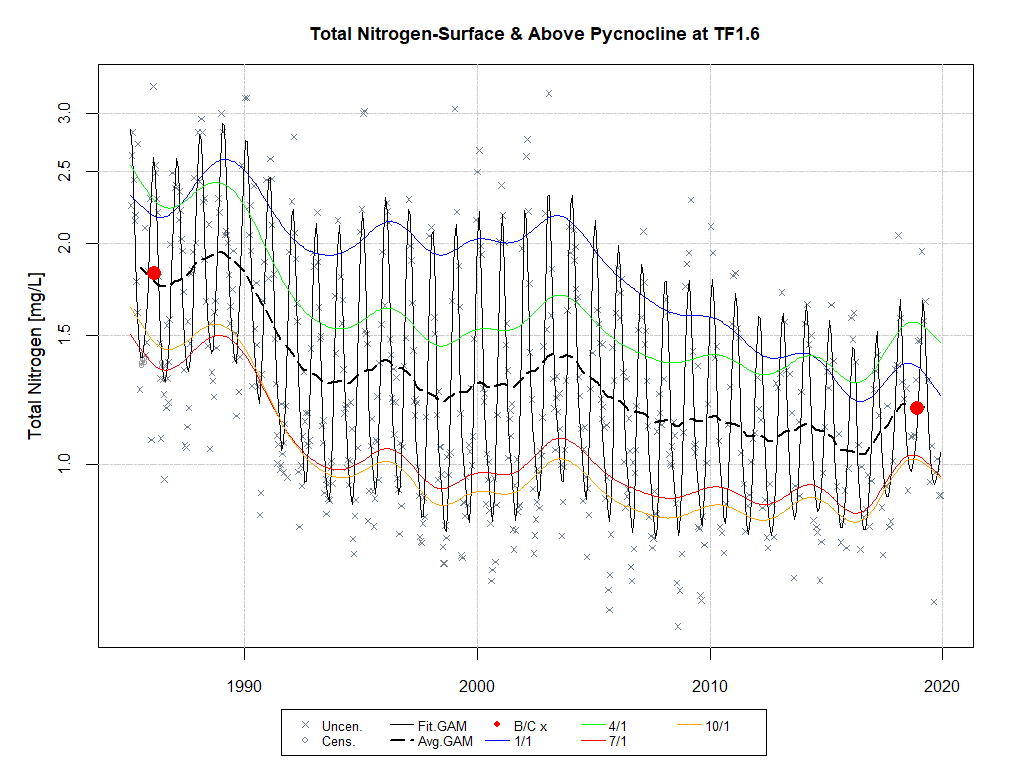 Total Nitrogen-Surface & Above Pycnocline at TF1.6
Total Nitrogen [mg/L]
3.0
2.5
2.0
1.5
1.0
1990 2000 2010 2020
Uncen. Fit.GAM B/C x 4/1 10/1
Cens. Avg.GAM 1/1 7/1